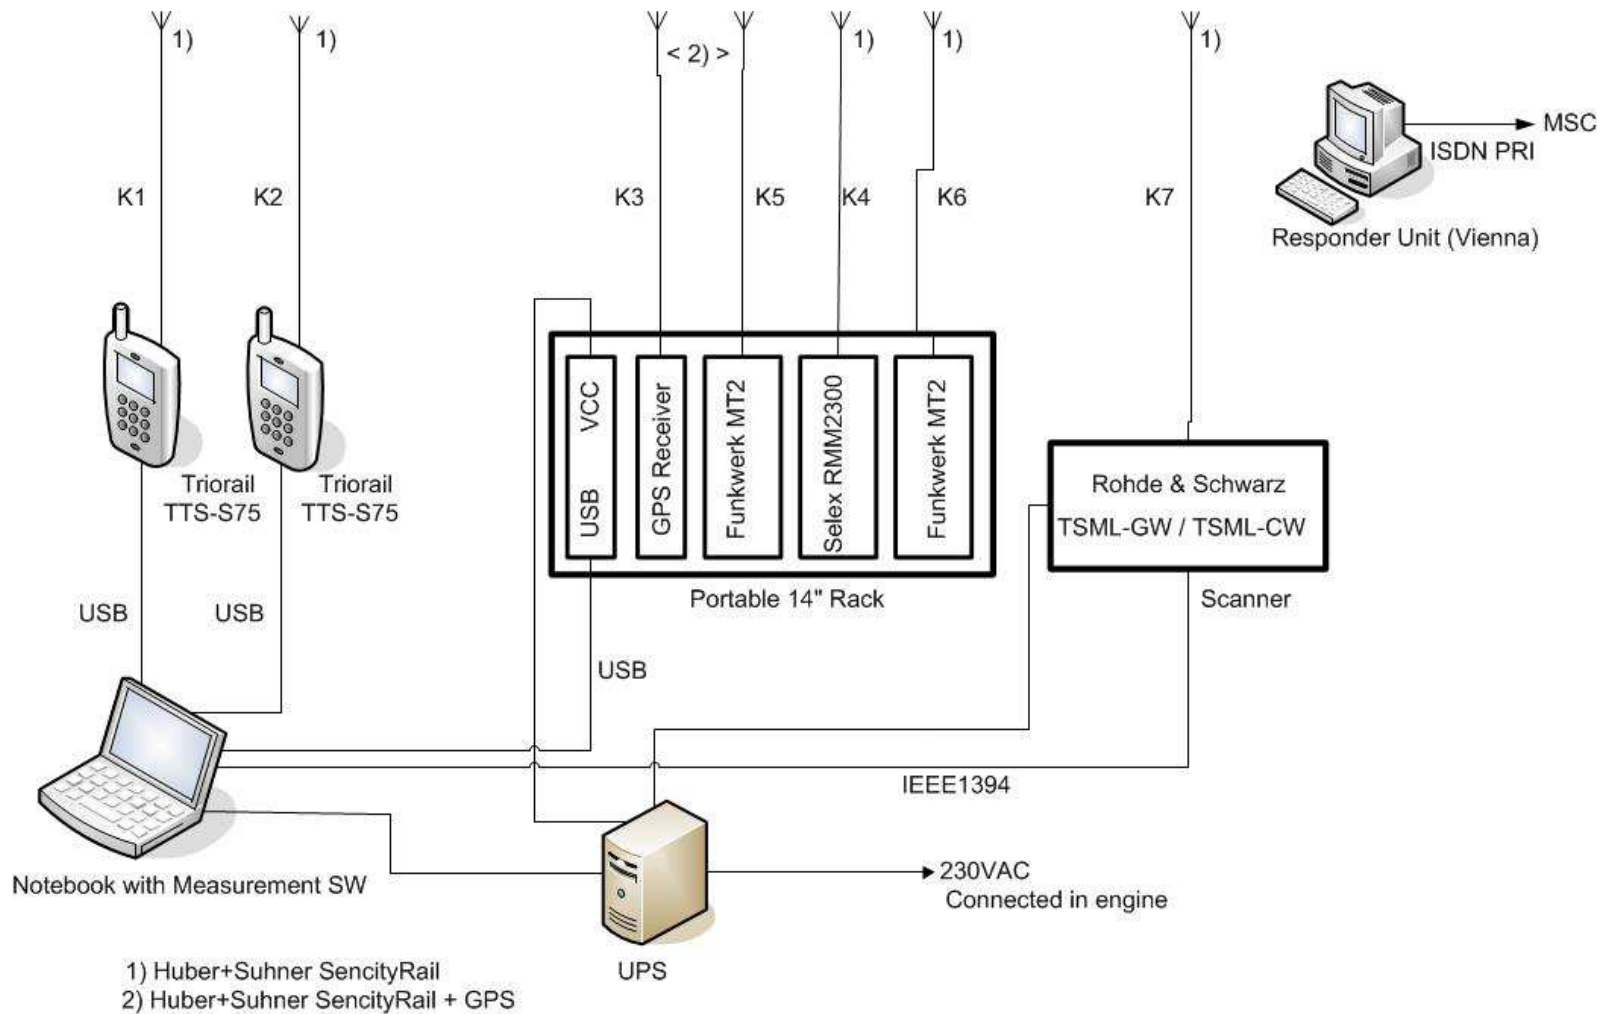 1)
1)
< 2) >
1)
1)
1)
MSC
ISDN PRI
K1
K2
K3
K5
K4
K6
K7
Responder Unit (Vienna)
VCC
USB
GPS Receiver
Funkwerk MT2
Selex RMM2300
Funkwerk MT2
Triorail
TTS-S75
Triorail
TTS-S75
Rohde & Schwarz
TSML-GW / TSML-CW
Portable 14" Rack
Scanner
USB
USB
USB
IEEE1394
Notebook with Measurement SW
230VAC
Connected in engine
UPS
1) Huber+Suhner SencityRail
2) Huber+Suhner SencityRail + GPS